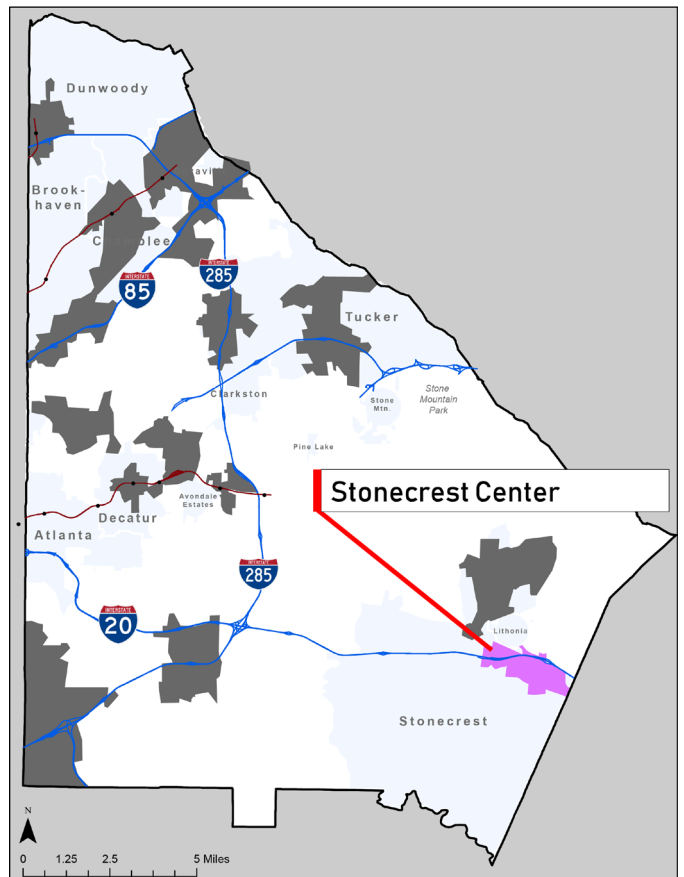 Dunwoody
Brook-
haven
Chamblee
INTERSTATE
85
INTERSTATE
285
Tucker
Clarkston
Stone
Mtn.
Stone
Mountain
Park
Pine Lake
Stonecrest Center
Avondale
Estates
Decatur
Atlanta
INTERSTATE
285
INTERSTATE
20
Lithonia
Stonecrest
N
0 1.25 2.5 5 Miles